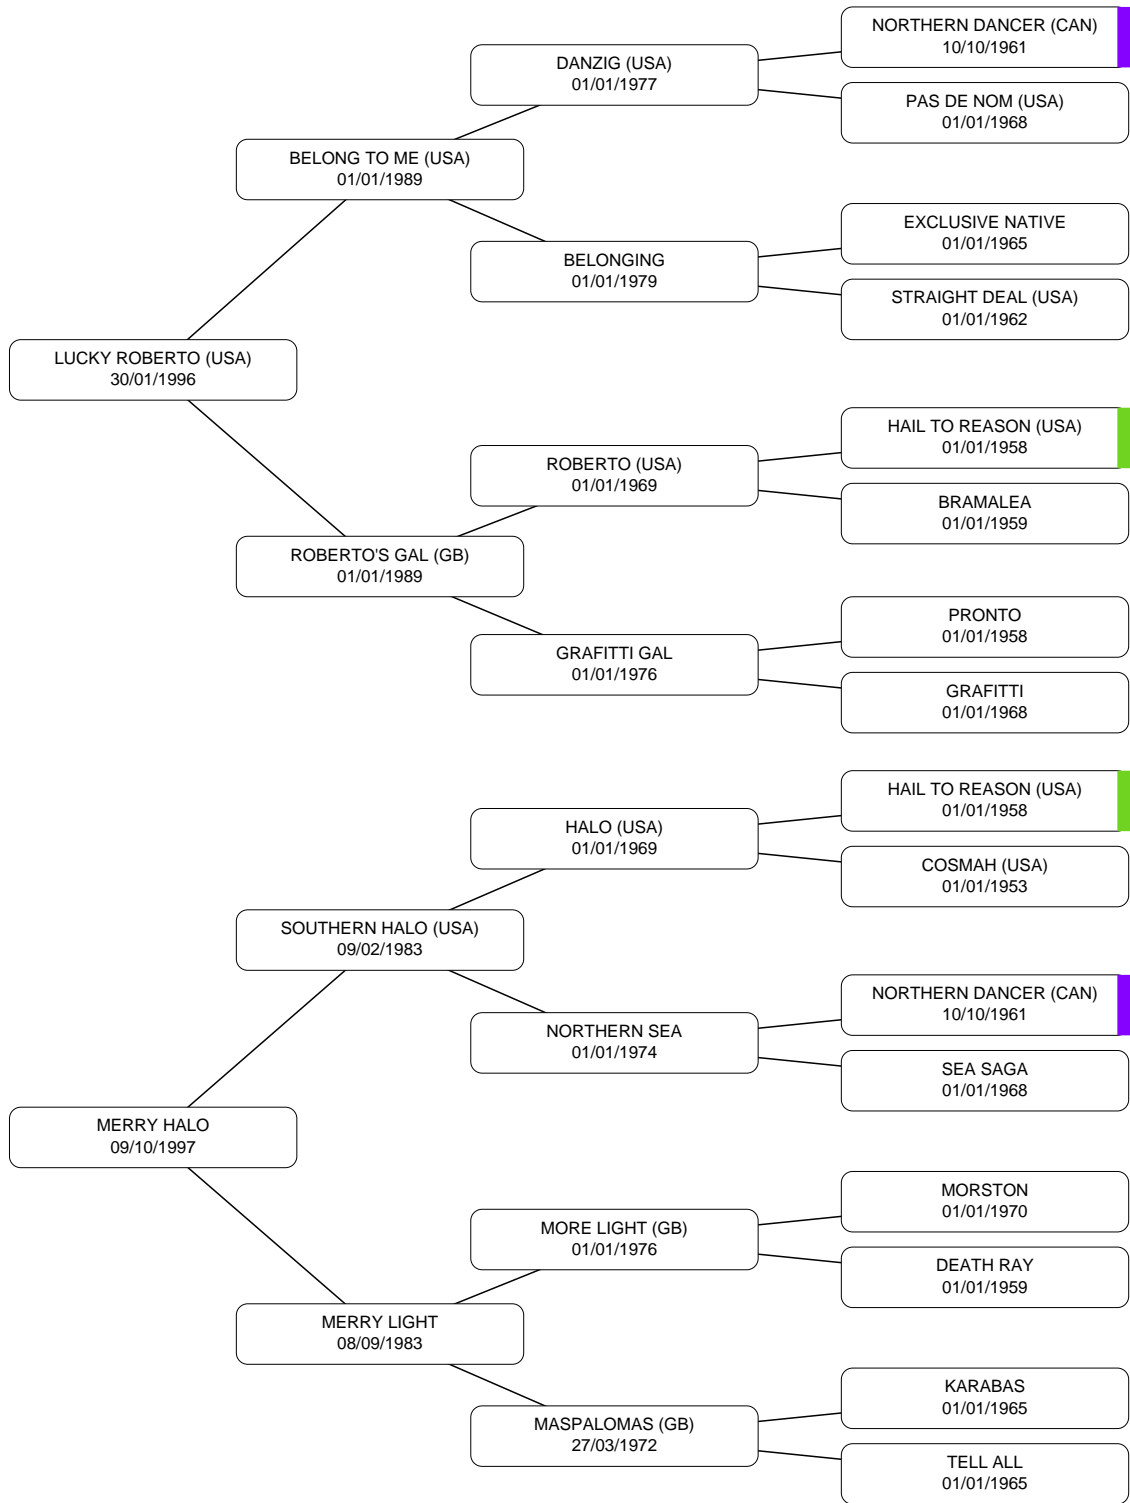 NORTHERN DANCER (CAN)
10/10/1961
DANZIG (USA)
01/01/1977
PAS DE NOM (USA)
01/01/1968
BELONG TO ME (USA)
01/01/1989
EXCLUSIVE NATIVE
01/01/1965
BELONGING
01/01/1979
STRAIGHT DEAL (USA)
01/01/1962
LUCKY ROBERTO (USA)
30/01/1996
HAIL TO REASON (USA)
01/01/1958
ROBERTO (USA)
01/01/1969
BRAMALEA
01/01/1959
ROBERTO'S GAL (GB)
01/01/1989
PRONTO
01/01/1958
GRAFITTI GAL
01/01/1976
GRAFITTI
01/01/1968
HAIL TO REASON (USA)
01/01/1958
HALO (USA)
01/01/1969
COSMAH (USA)
01/01/1953
SOUTHERN HALO (USA)
09/02/1983
NORTHERN DANCER (CAN)
10/10/1961
NORTHERN SEA
01/01/1974
SEA SAGA
01/01/1968
MERRY HALO
09/10/1997
MORSTON
01/01/1970
MORE LIGHT (GB)
01/01/1976
DEATH RAY
01/01/1959
MERRY LIGHT
08/09/1983
KARABAS
01/01/1965
MASPALOMAS (GB)
27/03/1972
TELL ALL
01/01/1965